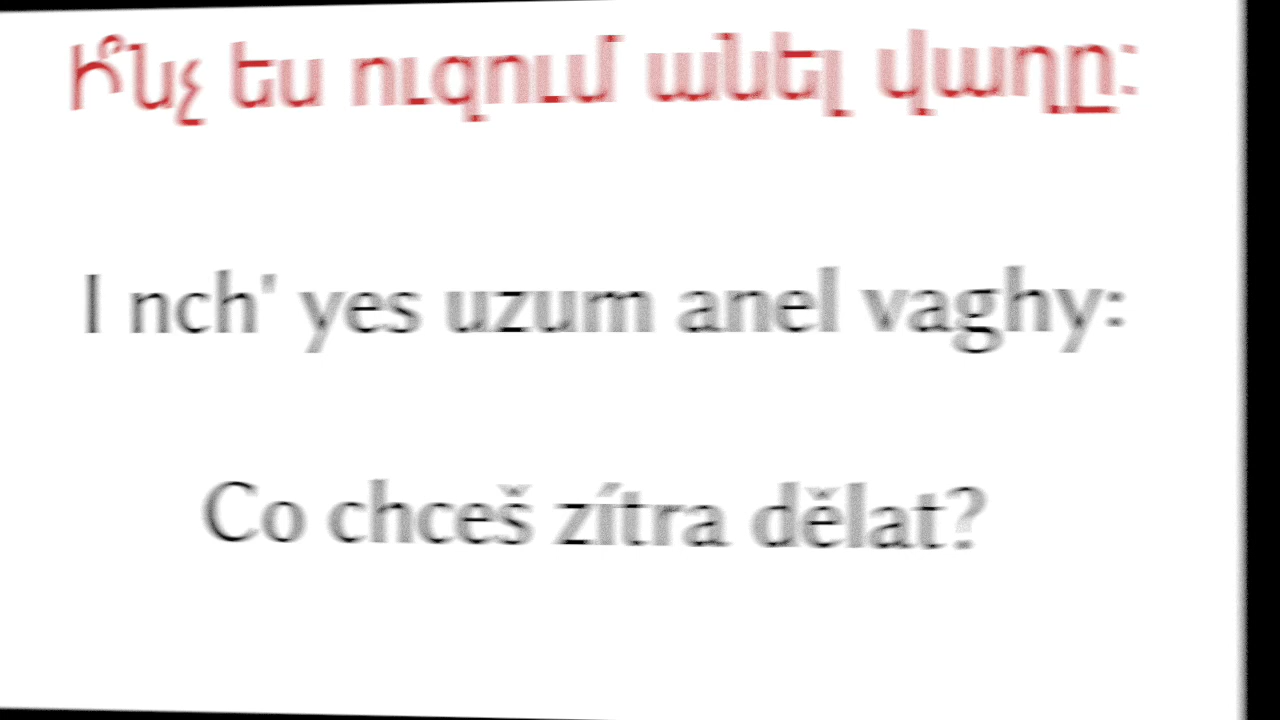 Ի՞նչ ես ուզում անել վաղը:
I nch' yes uzum anel vaghy:
Co chceš zítra dělat?